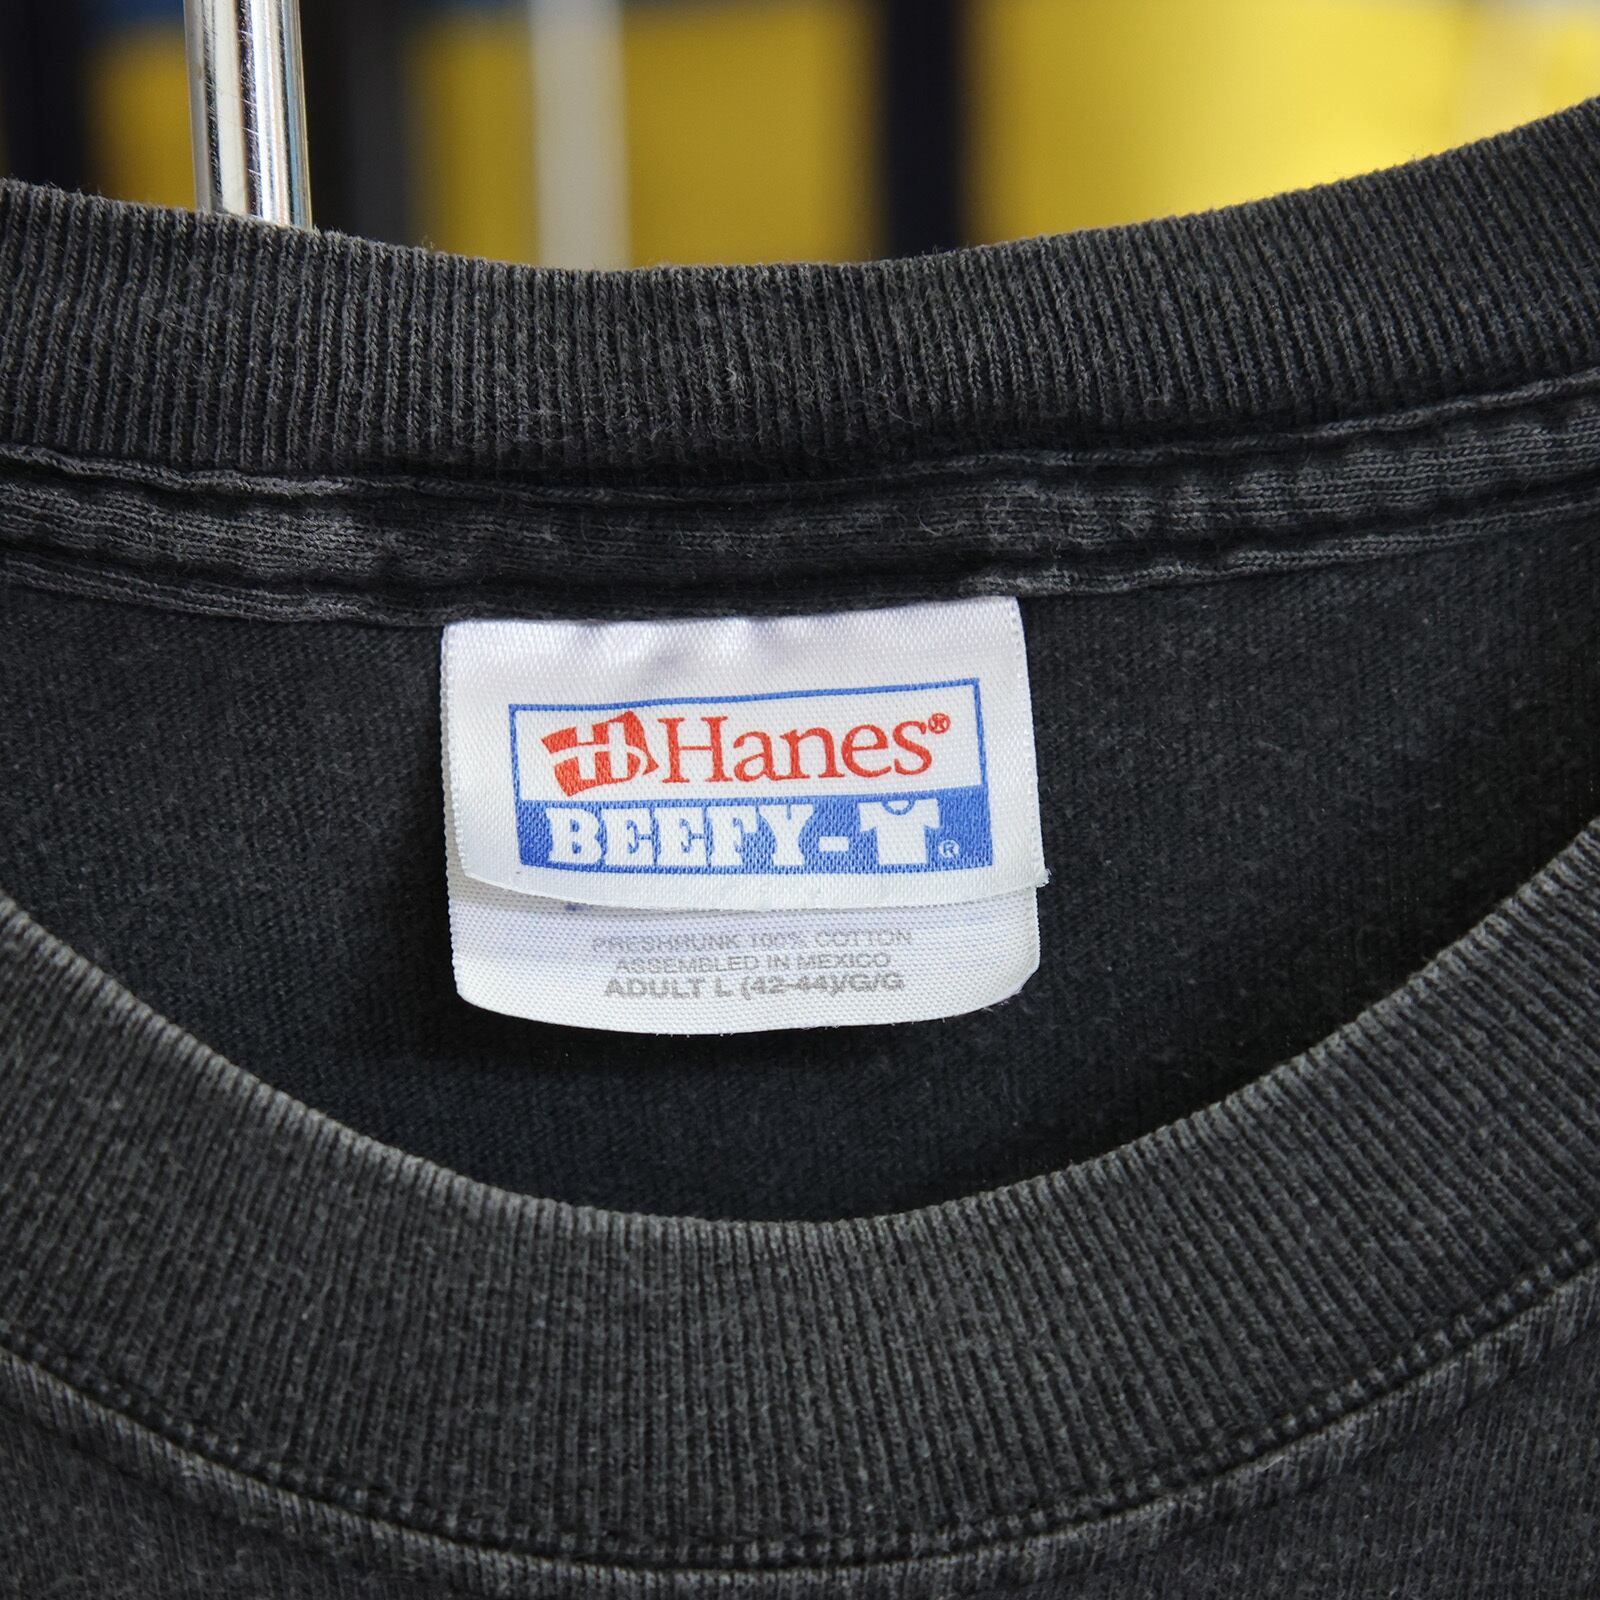 Hanes®
BEEFY-T®
PRESHRUNK 100% COTTON
ASSEMBLED IN MEXICO
ADULT L (42-44)/G/G